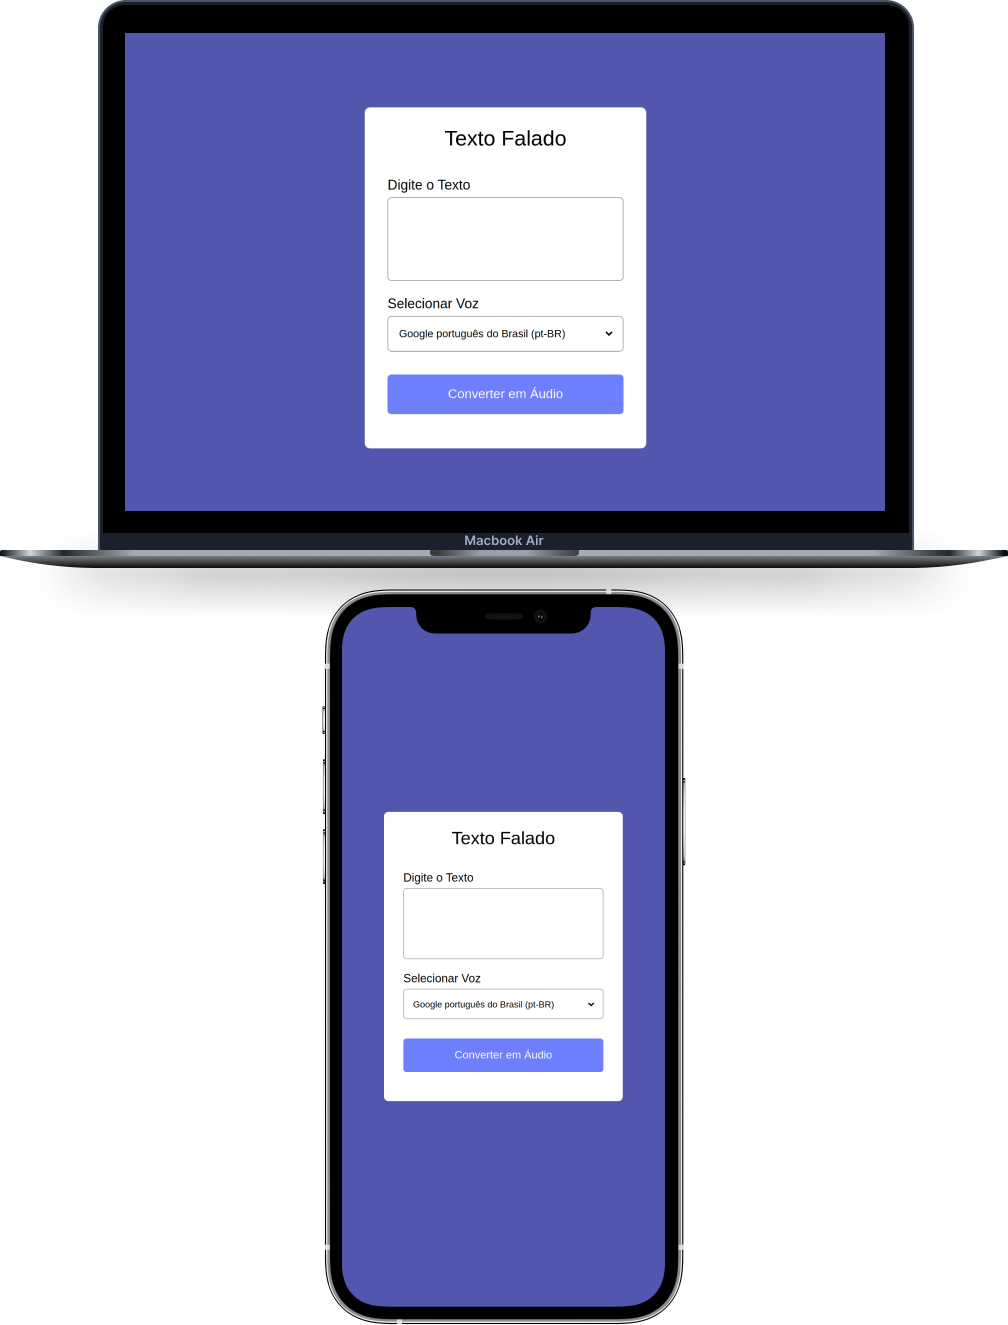 Texto Falado
Digite o Texto
Selecionar Voz
Google português do Brasil (pt-BR)
Converter em Áudio
Macbook Air
Texto Falado
Digite o Texto
Selecionar Voz
Google português do Brasil (pt-BR)
Converter em Áudio